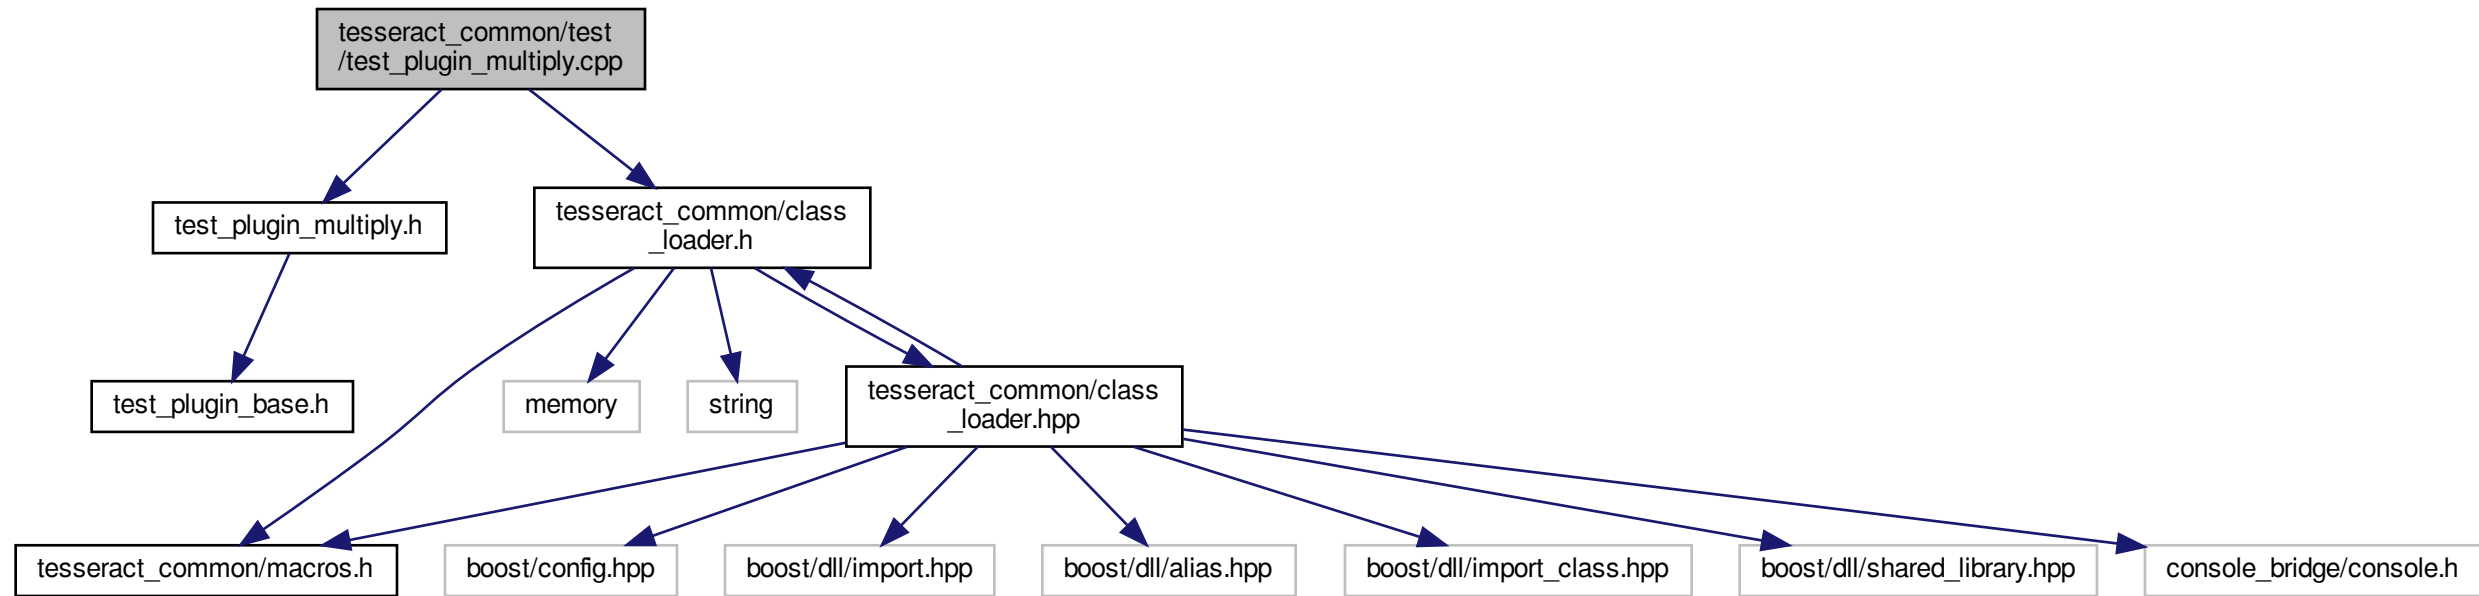 tesseract_common/test
/test_plugin_multiply.cpp
test_plugin_multiply.h
tesseract_common/class
_loader.h
test_plugin_base.h
memory
string
tesseract_common/class
_loader.hpp
tesseract_common/macros.h
boost/config.hpp
boost/dll/import.hpp
boost/dll/alias.hpp
boost/dll/import_class.hpp
boost/dll/shared_library.hpp
console_bridge/console.h